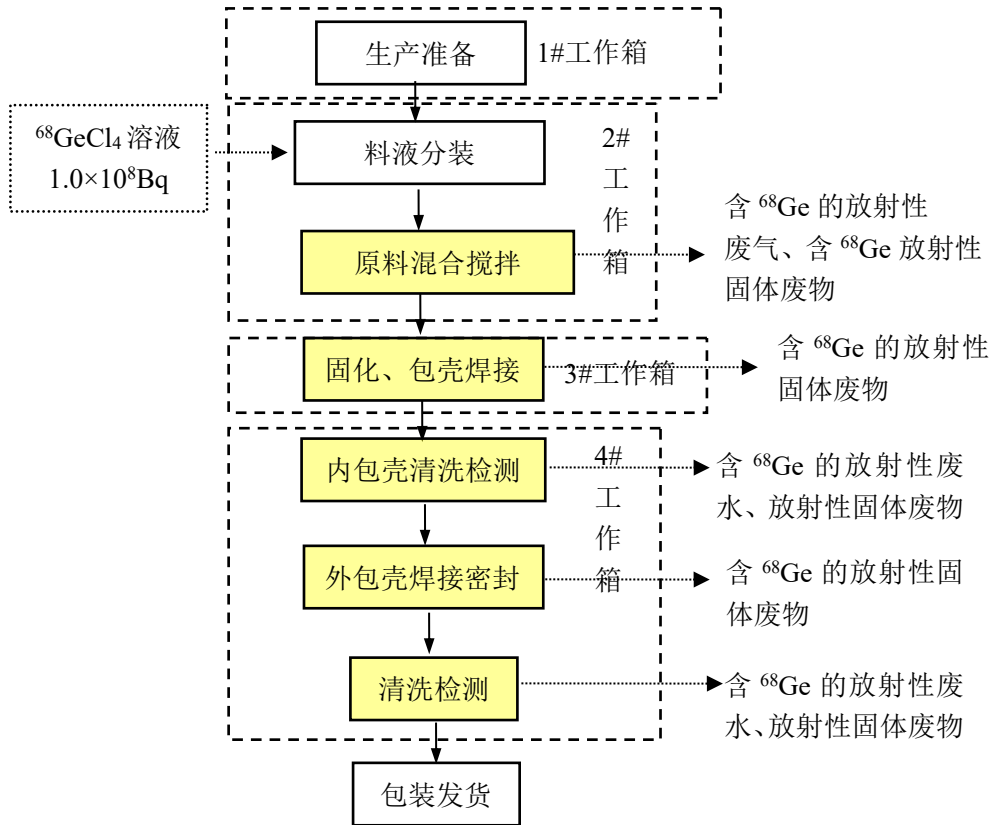 生产准备
1#工作箱
⁶⁸GeCl₄ 溶液
1.0×10⁸Bq
料液分装
2#
工
作
箱
原料混合搅拌
含 ⁶⁸Ge 的放射性
废气、含 ⁶⁸Ge 放射性
固体废物
固化、包壳焊接
3#工作箱
含 ⁶⁸Ge 的放射性
固体废物
内包壳清洗检测
4#
工
作
箱
含 ⁶⁸Ge 的放射性废
水、放射性固体废物
外包壳焊接密封
含 ⁶⁸Ge 的放射性固
体废物
清洗检测
含 ⁶⁸Ge 的放射性废
水、放射性固体废物
包装发货